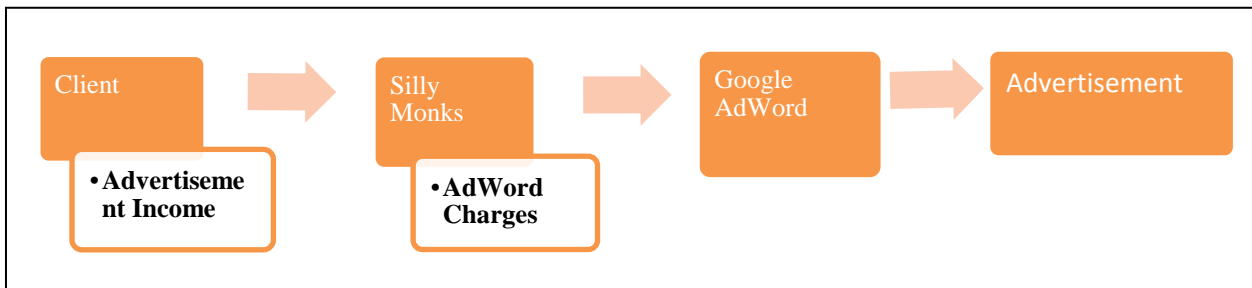 Client
• Advertiseme
nt Income
Silly
Monks
• AdWord
Charges
Google
AdWord
Advertisement